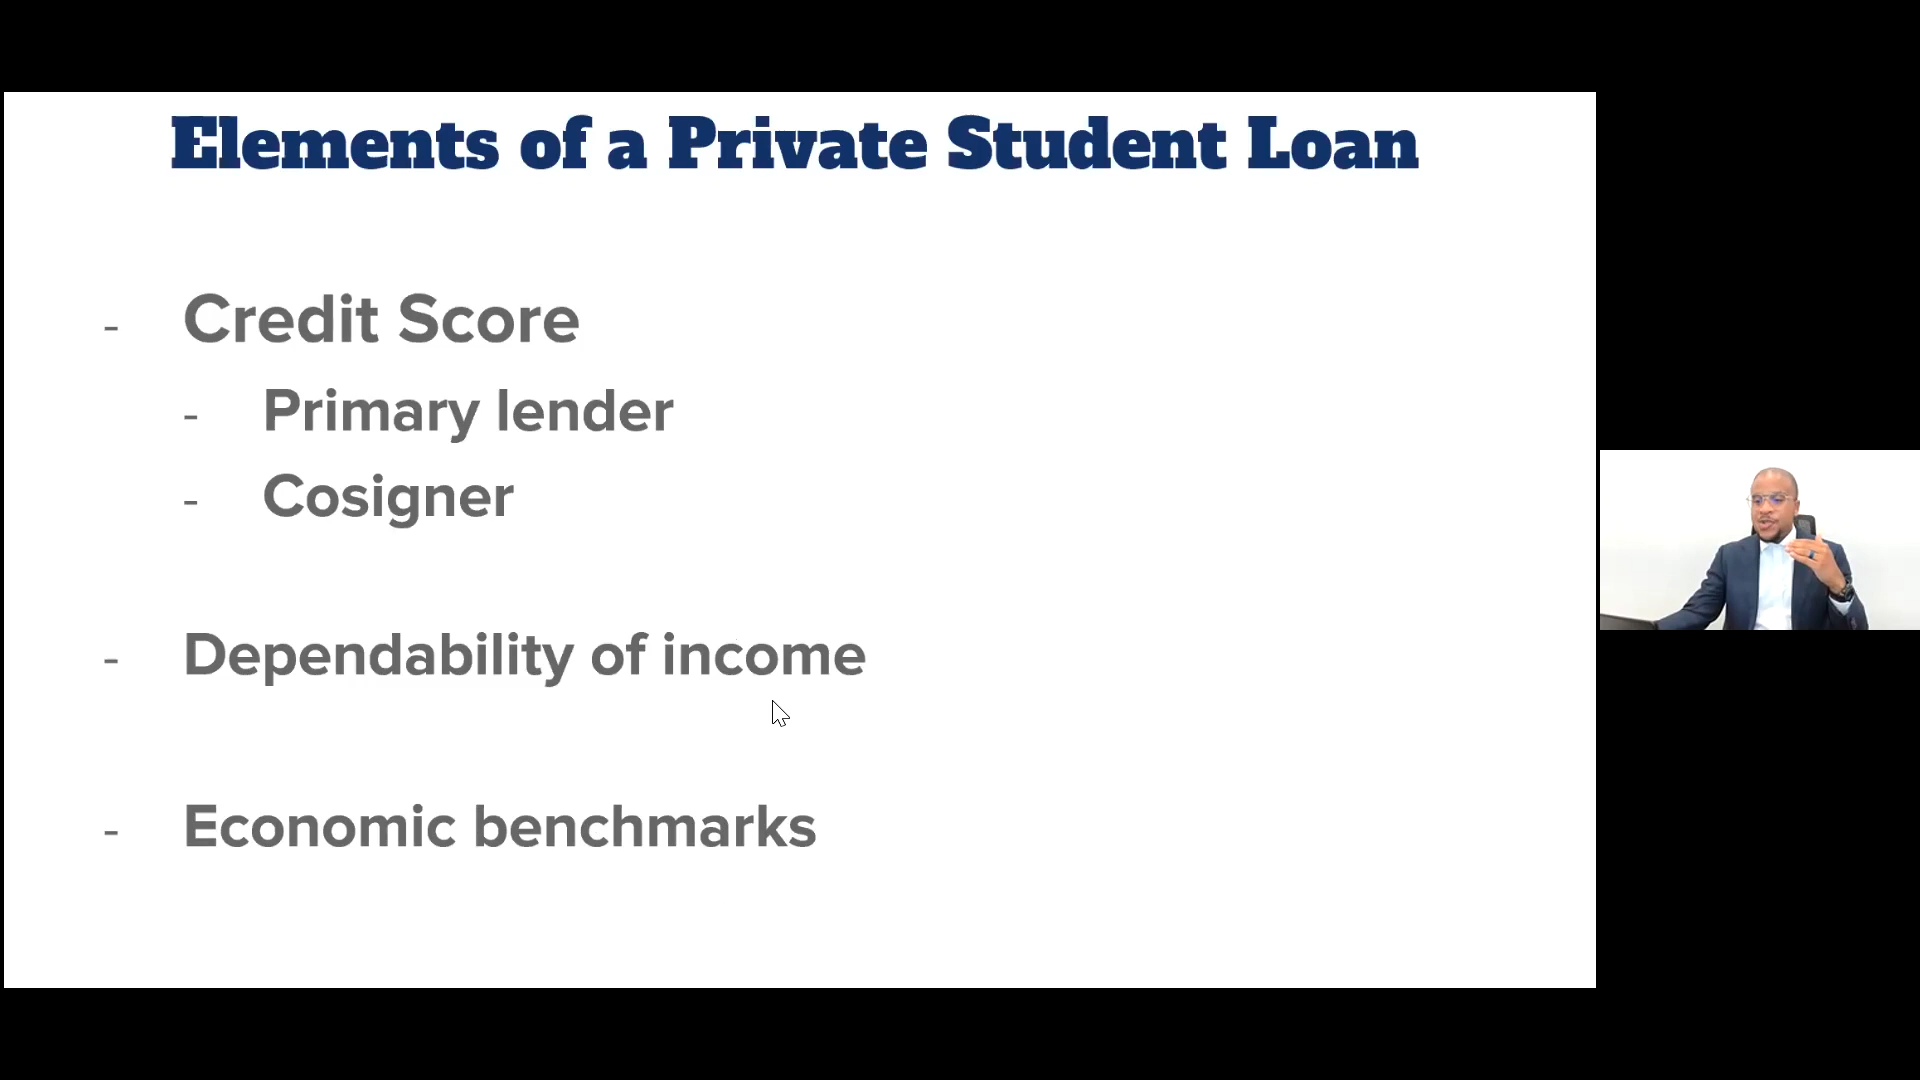 Elements of a Private Student Loan
- Credit Score
- Primary lender
- Cosigner
- Dependability of income
- Economic benchmarks